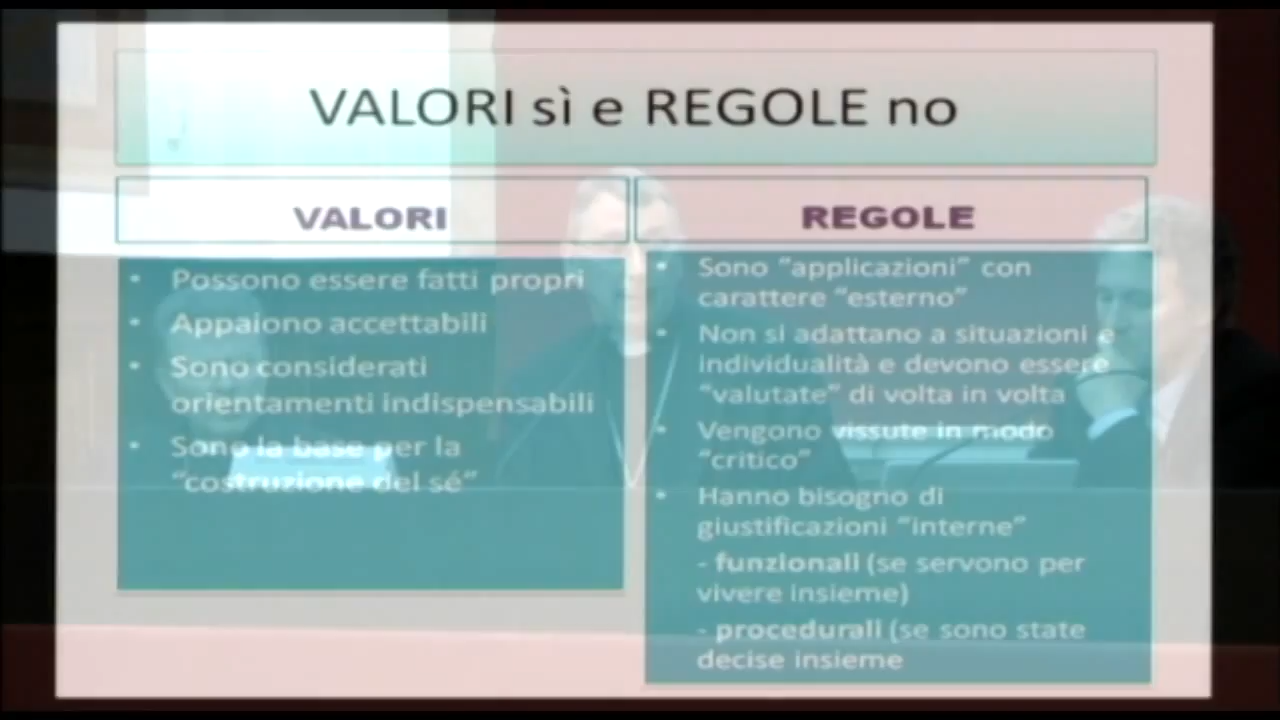 VALORI sì e REGOLE no
VALORI
• Possono essere fatti propri
• Appaiono accettabili
• Sono considerati
orientamenti indispensabili
• Sono la base per la
“costruzione del sé”
REGOLE
• Sono “applicazioni” con
carattere “esterno”
• Non si adattano a situazioni e
individualità e devono essere
“valutate” di volta in volta
• Vengono vissute in modo
“critico”
• Hanno bisogno di
giustificazioni “interne”
- funzionali (se servono per
vivere insieme)
- procedurali (se sono state
decise insieme